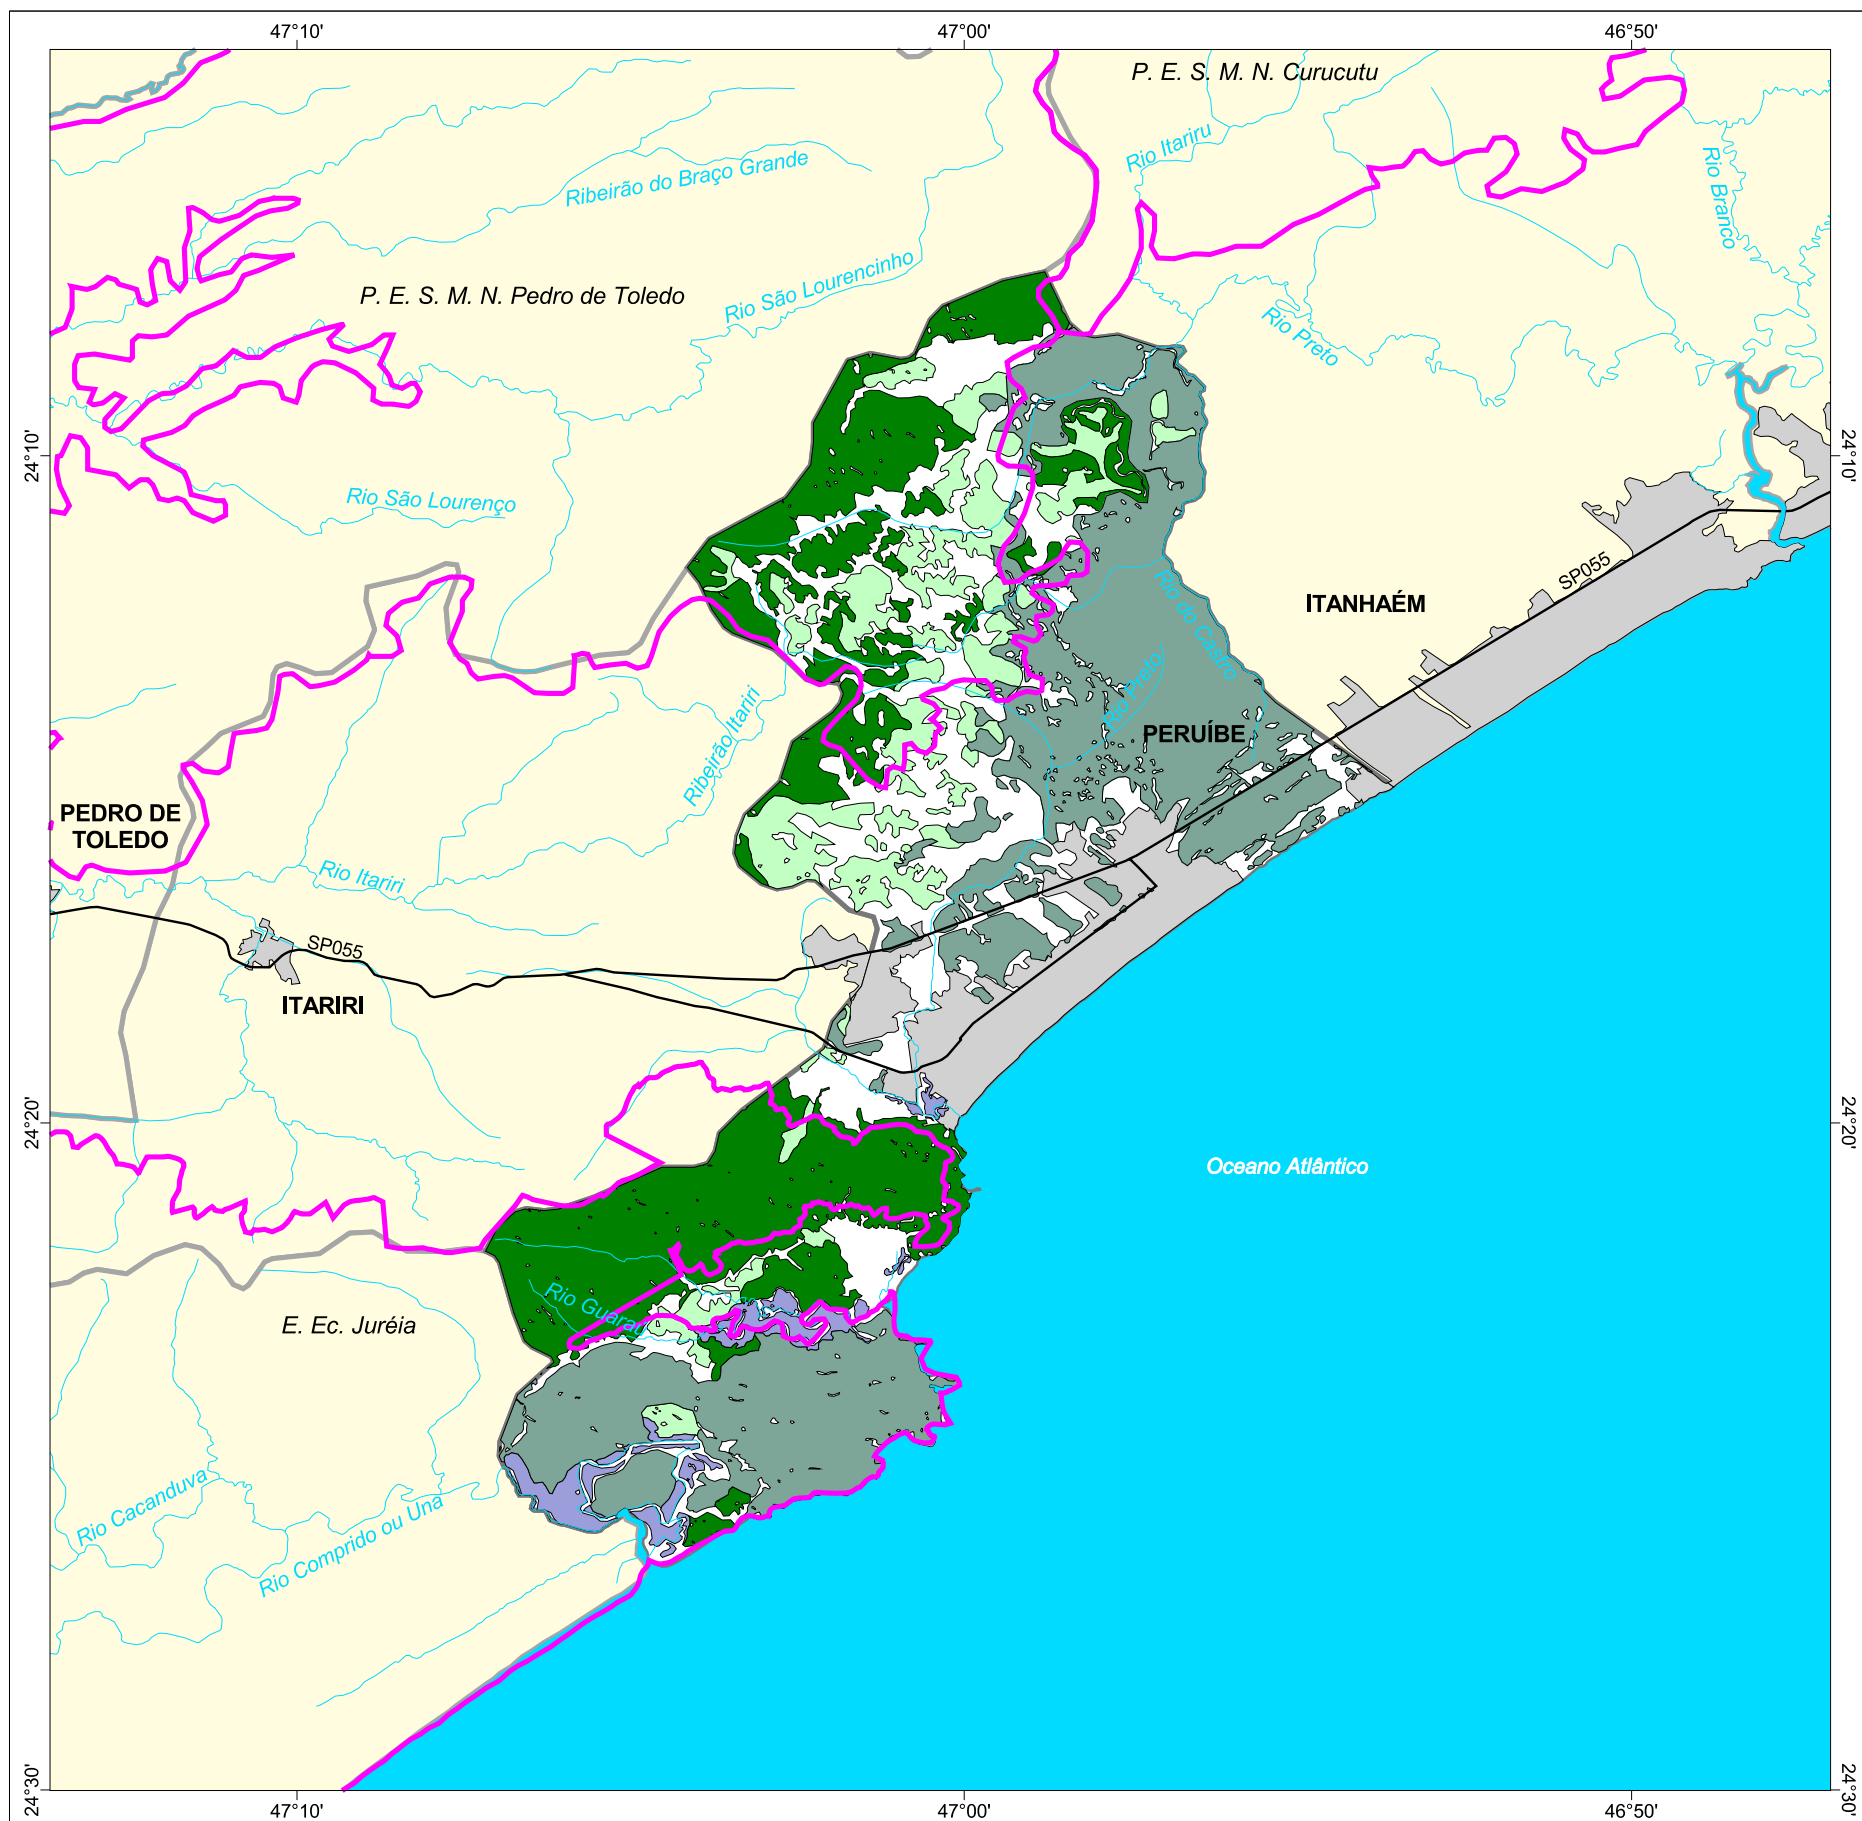 47°10'
47°00'
46°50'
P. E. S. M. N. Curucutu
Rio Itariru
Rio Branco
Ribeirão do Braço Grande
Rio São Lourencinho
P. E. S. M. N. Pedro de Toledo
Rio Preto
24°10'
24°10'
Rio São Lourenço
SP055
ITANHAÉM
Rio do Castro
Rio Preto
PERUÍBE
Ribeirão Itariri
PEDRO DE
TOLEDO
Rio Itariri
SP055
ITARIRI
24°20'
24°20'
Oceano Atlântico
Rio Guaraú
E. Ec. Juréia
Rio Cacanduva
Rio Comprido ou Una
24°30'
24°30'
47°10'
47°00'
46°50'